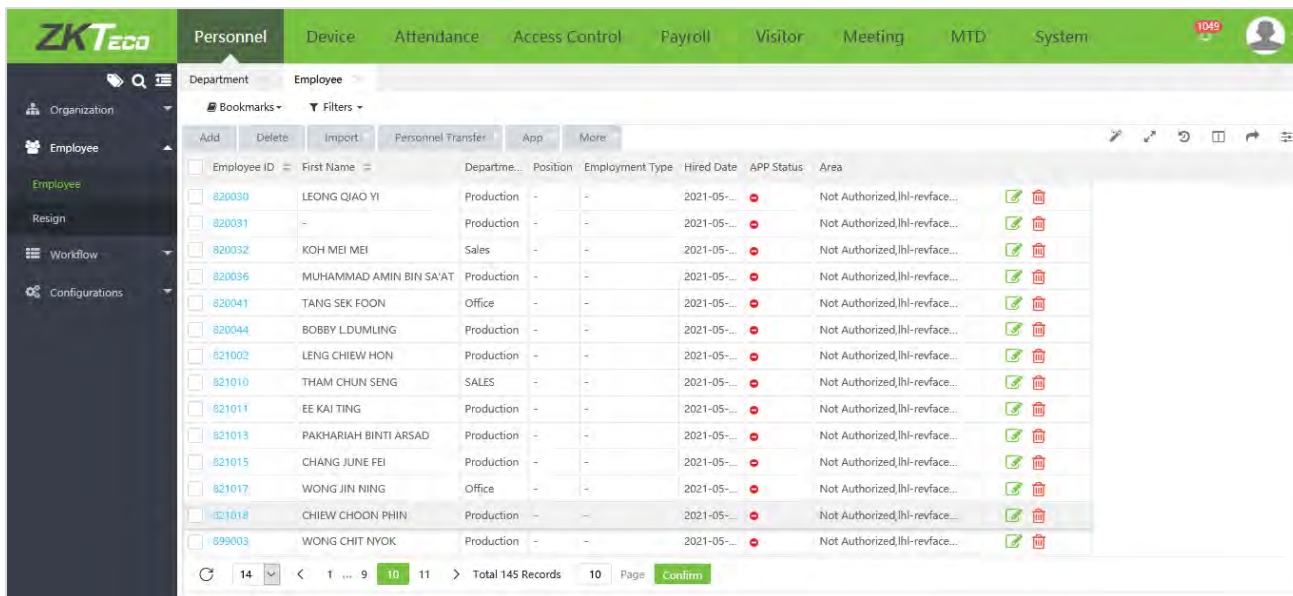 ZKTeco Personnel Device Attendance Access Control Payroll Visitor Meeting MTD System 1049
Department Employee
Organization
Employee
Employee
Resign
Workflow
Configurations
Bookmarks Filters
Add Delete Import Personnel Transfer App More
Employee ID First Name Departme... Position Employment Type Hired Date APP Status Area
820030 LEONG QIAO YI Production - - 2021-05-... Not Authorized,lhl-revface...
820031 - Production - - 2021-05-... Not Authorized,lhl-revface...
820032 KOH MEI MEI Sales - - 2021-05-... Not Authorized,lhl-revface...
820036 MUHAMMAD AMIN BIN SA'AT Production - - 2021-05-... Not Authorized,lhl-revface...
820041 TANG SEK FOON Office - - 2021-05-... Not Authorized,lhl-revface...
820044 BOBBY L.DUMLING Production - - 2021-05-... Not Authorized,lhl-revface...
821002 LENG CHIEW HON Production - - 2021-05-... Not Authorized,lhl-revface...
821010 THAM CHUN SENG SALES - - 2021-05-... Not Authorized,lhl-revface...
821011 EE KAI TING Production - - 2021-05-... Not Authorized,lhl-revface...
821013 PAKHARIAH BINTI ARSAD Production - - 2021-05-... Not Authorized,lhl-revface...
821015 CHANG JUNE FEI Production - - 2021-05-... Not Authorized,lhl-revface...
821017 WONG JIN NING Office - - 2021-05-... Not Authorized,lhl-revface...
821018 CHIEW CHOON PHIN Production - - 2021-05-... Not Authorized,lhl-revface...
899003 WONG CHIT NYOK Production - - 2021-05-... Not Authorized,lhl-revface...
14 < 1 ... 9 10 11 > Total 145 Records 10 Page Confirm